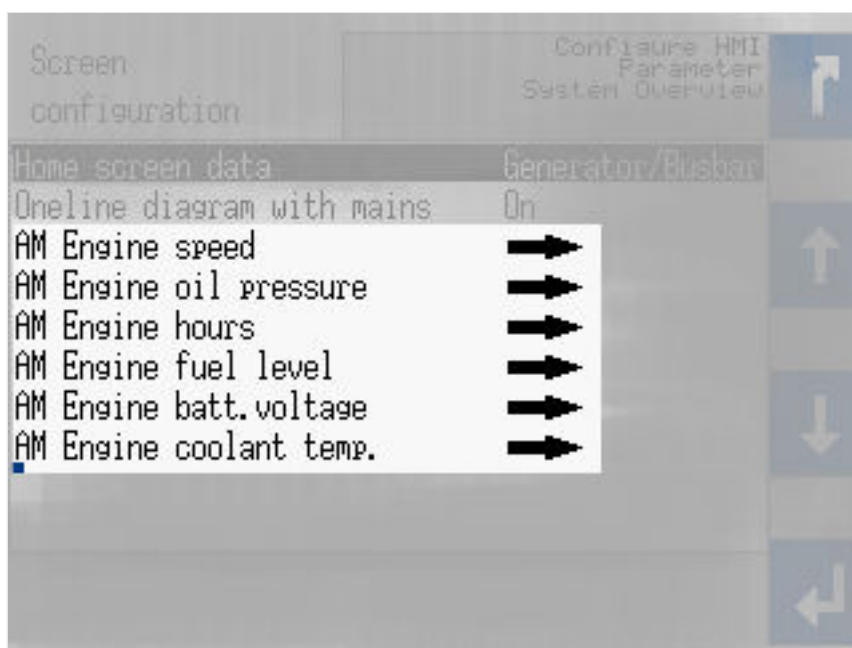 Screen
configuration
Configure HMI
Parameter
System Overview
Home screen data Generator/Busbar
Oneline diagram with mains On
AM Engine speed
AM Engine oil pressure
AM Engine hours
AM Engine fuel level
AM Engine batt.voltage
AM Engine coolant temp.